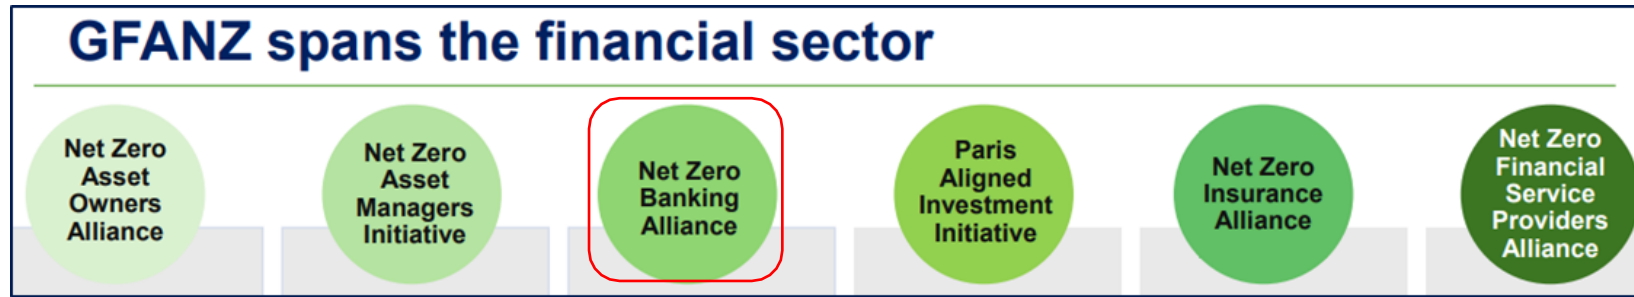 GFANZ spans the financial sector
Net Zero
Asset
Owners
Alliance
Net Zero
Asset
Managers
Initiative
Net Zero
Banking
Alliance
Paris
Aligned
Investment
Initiative
Net Zero
Insurance
Alliance
Net Zero
Financial
Service
Providers
Alliance